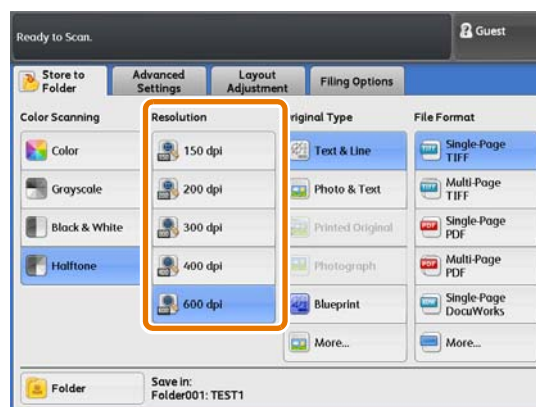 Ready to Scan.
Guest
Store to
Folder
Advanced
Settings
Layout
Adjustment
Filing Options
Color Scanning
Resolution
riginal Type
File Format
Color
150 dpi
Text & Line
Single-Page
TIFF
Grayscale
200 dpi
Photo & Text
Multi-Page
TIFF
Black & White
300 dpi
Printed Original
Single-Page
PDF
Halftone
400 dpi
Photograph
Multi-Page
PDF
600 dpi
Blueprint
Single-Page
DocuWorks
More...
More...
Folder
Save in:
Folder001: TEST1